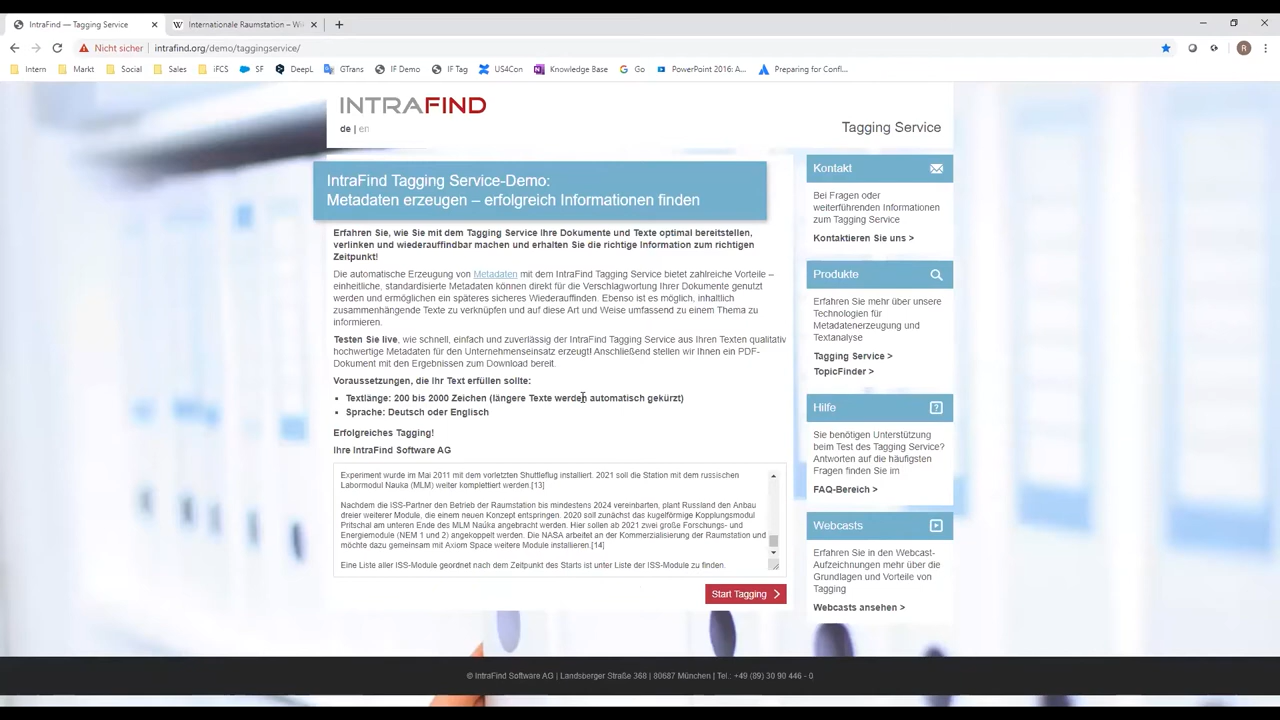 IntraFind — Tagging Service
Internationale Raumstation – W
Nicht sicher
intrafind.org/demo/taggingservice/
R
Intern
Markt
Social
Sales
iFCS
SF
DeepL
GTrans
IF Demo
IF Tag
US4Con
Knowledge Base
Go
PowerPoint 2016: A...
Preparing for Confl...
INTRAFIND
de | en
Tagging Service
IntraFind Tagging Service-Demo:
Metadaten erzeugen – erfolgreich Informationen finden
Erfahren Sie, wie Sie mit dem Tagging Service Ihre Dokumente und Texte optimal bereitstellen,
verlinken und wiederauffindbar machen und erhalten Sie die richtige Information zum richtigen
Zeitpunkt!
Die automatische Erzeugung von Metadaten mit dem IntraFind Tagging Service bietet zahlreiche Vorteile –
einheitliche, standardisierte Metadaten können direkt für die Verschlagwortung Ihrer Dokumente genutzt
werden und ermöglichen ein späteres sicheres Wiederauffinden. Ebenso ist es möglich, inhaltlich
zusammenhängende Texte zu verknüpfen und auf diese Art und Weise umfassend zu einem Thema zu
informieren.
Testen Sie live, wie schnell, einfach und zuverlässig der IntraFind Tagging Service aus Ihren Texten qualitativ
hochwertige Metadaten für den Unternehmenseinsatz erzeugt! Anschließend stellen wir Ihnen ein PDF-
Dokument mit den Ergebnissen zum Download bereit.
Voraussetzungen, die Ihr Text erfüllen sollte:
• Textlänge: 200 bis 2000 Zeichen (längere Texte werden automatisch gekürzt)
• Sprache: Deutsch oder Englisch
Erfolgreiches Tagging!
Ihre IntraFind Software AG
Experiment wurde im Mai 2011 mit dem vorletzten Shuttleflug installiert. 2021 soll die Station mit dem russischen
Labormodul Nauka (MLM) weiter komplettiert werden.[13]
Nachdem die ISS-Partner den Betrieb der Raumstation bis mindestens 2024 vereinbarten, plant Russland den Anbau
dreier weiterer Module, die einem neuen Konzept entspringen. 2020 soll zunächst das kugelförmige Kopplungsmodul
Pritschal am unteren Ende des MLM Naúka angebracht werden. Hier sollen ab 2021 zwei große Forschungs- und
Energiemodule (NEM 1 und 2) angekoppelt werden. Die NASA arbeitet an der Kommerzialisierung der Raumstation und
möchte dazu gemeinsam mit Axiom Space weitere Module installieren.[14]
Eine Liste aller ISS-Module geordnet nach dem Zeitpunkt des Starts ist unter Liste der ISS-Module zu finden.
Start Tagging
Kontakt
Bei Fragen oder
weiterführenden Informationen
zum Tagging Service
Kontaktieren Sie uns >
Produkte
Erfahren Sie mehr über unsere
Technologien für
Metadatenerzeugung und
Textanalyse
Tagging Service >
TopicFinder >
Hilfe
Sie benötigen Unterstützung
beim Test des Tagging Service?
Antworten auf die häufigsten
Fragen finden Sie im
FAQ-Bereich >
Webcasts
Erfahren Sie in den Webcast-
Aufzeichnungen mehr über die
Grundlagen und Vorteile von
Tagging
Webcasts ansehen >
© IntraFind Software AG | Landsberger Straße 368 | 80687 München | Tel.: +49 (89) 30 90 446 - 0